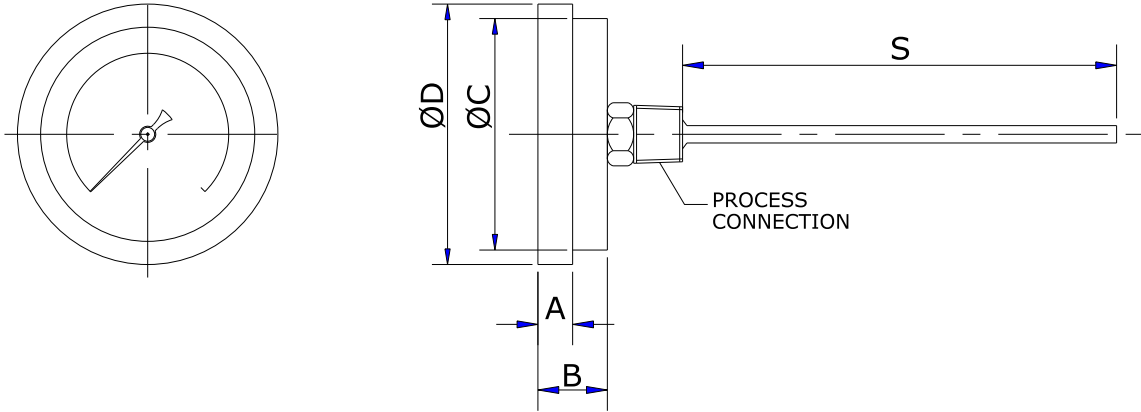 S
ØD
ØC
PROCESS
CONNECTION
A
B